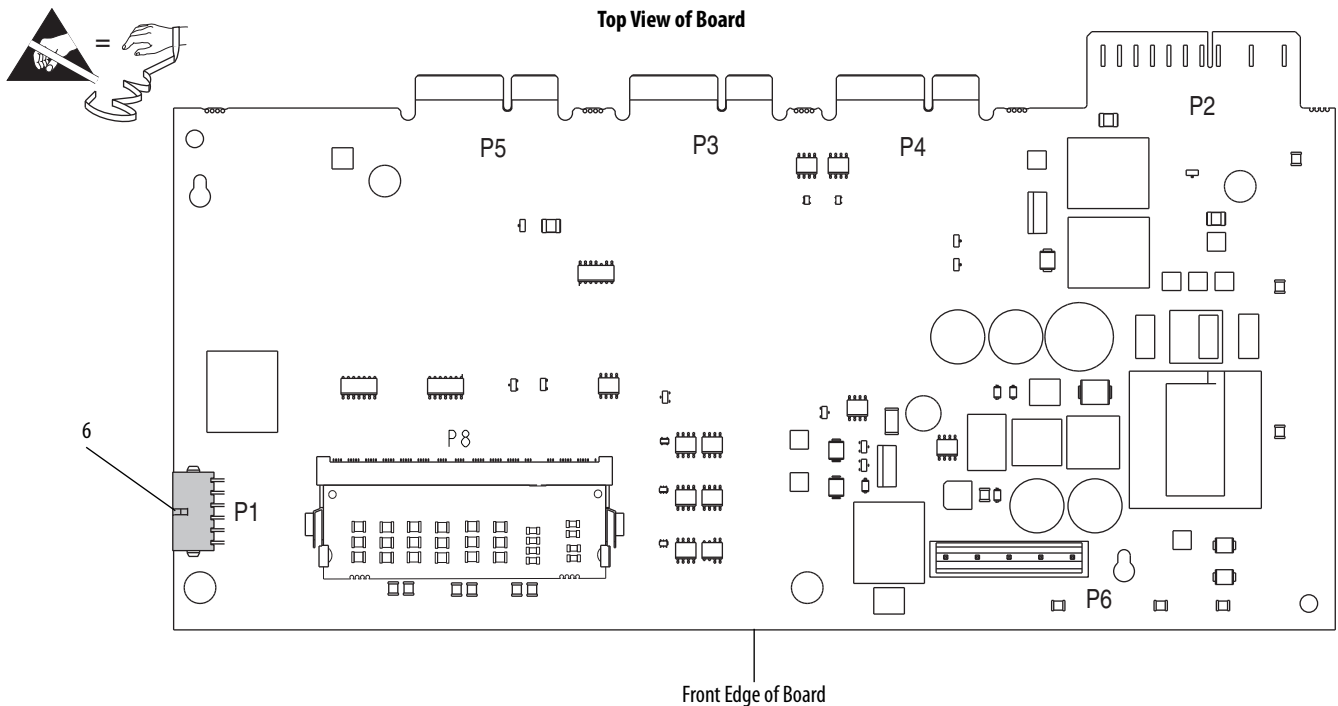 Top View of Board
=
P2
P5
P3
P4
6
P8
P1
P6
Front Edge of Board